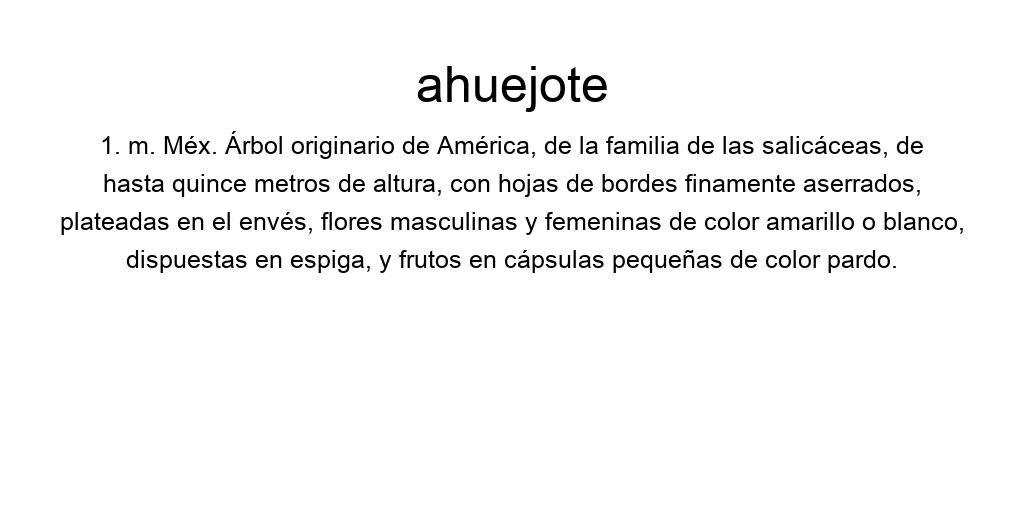 ahuejote
1. m. Méx. Árbol originario de América, de la familia de las salicáceas, de
hasta quince metros de altura, con hojas de bordes finamente aserrados,
plateadas en el envés, flores masculinas y femeninas de color amarillo o blanco,
dispuestas en espiga, y frutos en cápsulas pequeñas de color pardo.